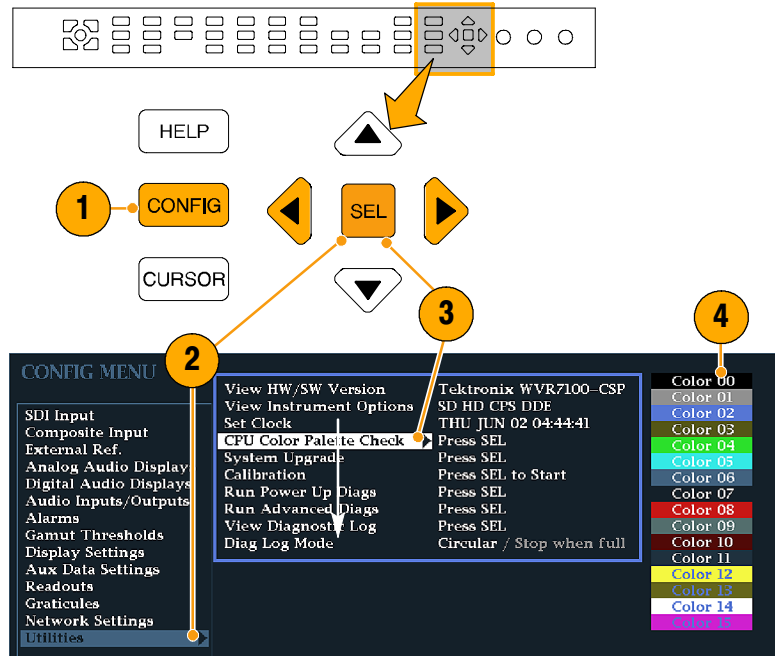 HELP
1
CONFIG
SEL
CURSOR
2
3
4
CONFIG MENU
SDI Input
Composite Input
External Ref.
Analog Audio Displays
Digital Audio Displays
Audio Inputs/Outputs
Alarms
Gamut Thresholds
Display Settings
Aux Data Settings
Readouts
Graticules
Network Settings
Utilities
View HW/SW Version Tektronix WVR7100-CSP
View Instrument Options SD HD CPS DDE
Set Clock THU JUN 02 04:44:41
CPU Color Palette Check Press SEL
System Upgrade Press SEL
Calibration Press SEL to Start
Run Power Up Diags Press SEL
Run Advanced Diags Press SEL
View Diagnostic Log Press SEL
Diag Log Mode Circular / Stop when full
Color 00
Color 01
Color 02
Color 03
Color 04
Color 05
Color 06
Color 07
Color 08
Color 09
Color 10
Color 11
Color 12
Color 13
Color 14
Color 15